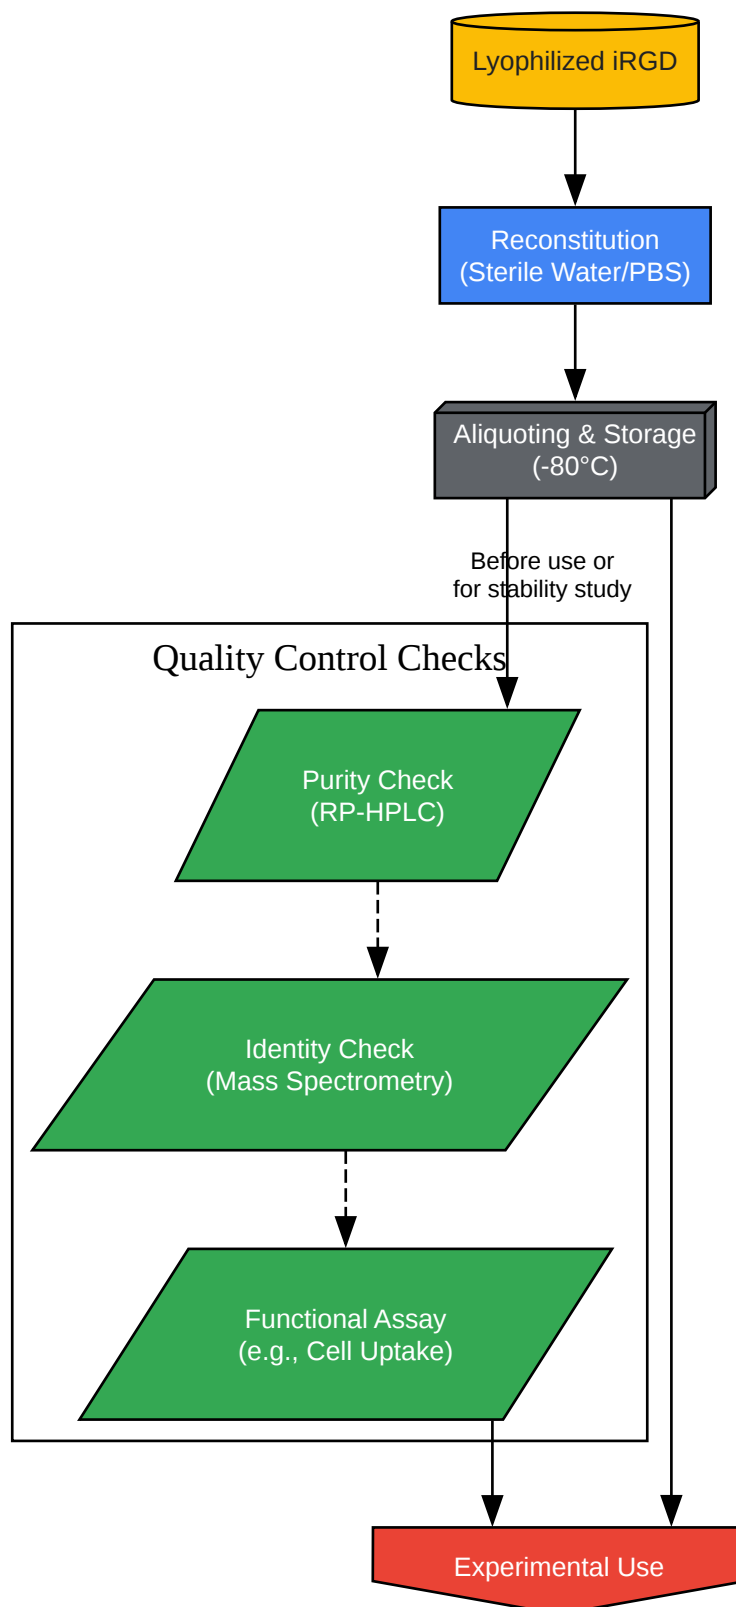 Lyophilized iRGD
Reconstitution
(Sterile Water/PBS)
Aliquoting & Storage
(-80°C)
Before use or
for stability study
Quality Control Checks
Purity Check
(RP-HPLC)
Identity Check
(Mass Spectrometry)
Functional Assay
(e.g., Cell Uptake)
Experimental Use